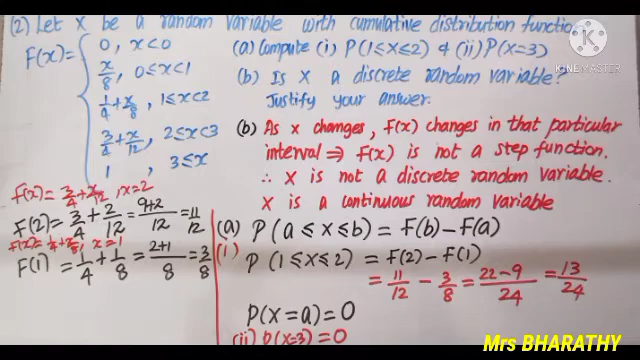 (2) Let X be a random variable with cumulative distribution function
F(x) = { 0, x<0
x/8, 0≤x<1
1/4 + x/8, 1≤x<2
3/4 + x/12, 2≤x<3
1, 3≤x
(a) Compute (i) P(1≤X≤2) & (ii) P(X=3)
(b) Is X a discrete random variable?
Justify your answer.
(b) As x changes, F(x) changes in that particular
interval ⇒ F(x) is not a step function.
∴ X is not a discrete random variable.
X is a continuous random variable
F(x) = 3/4 + x/12, x=2
F(2) = 3/4 + 2/12 = 9+2/12 = 11/12
F(x) = 1/4 + x/8, x=1
F(1) = 1/4 + 1/8 = 2+1/8 = 3/8
(a) P(a≤x≤b) = F(b) - F(a)
(i) P(1≤x≤2) = F(2) - F(1)
= 11/12 - 3/8 = 22-9/24 = 13/24
P(x=a) = 0
(ii) P(x=3) = 0
Made with
KINEMASTER
Mrs BHARATHY